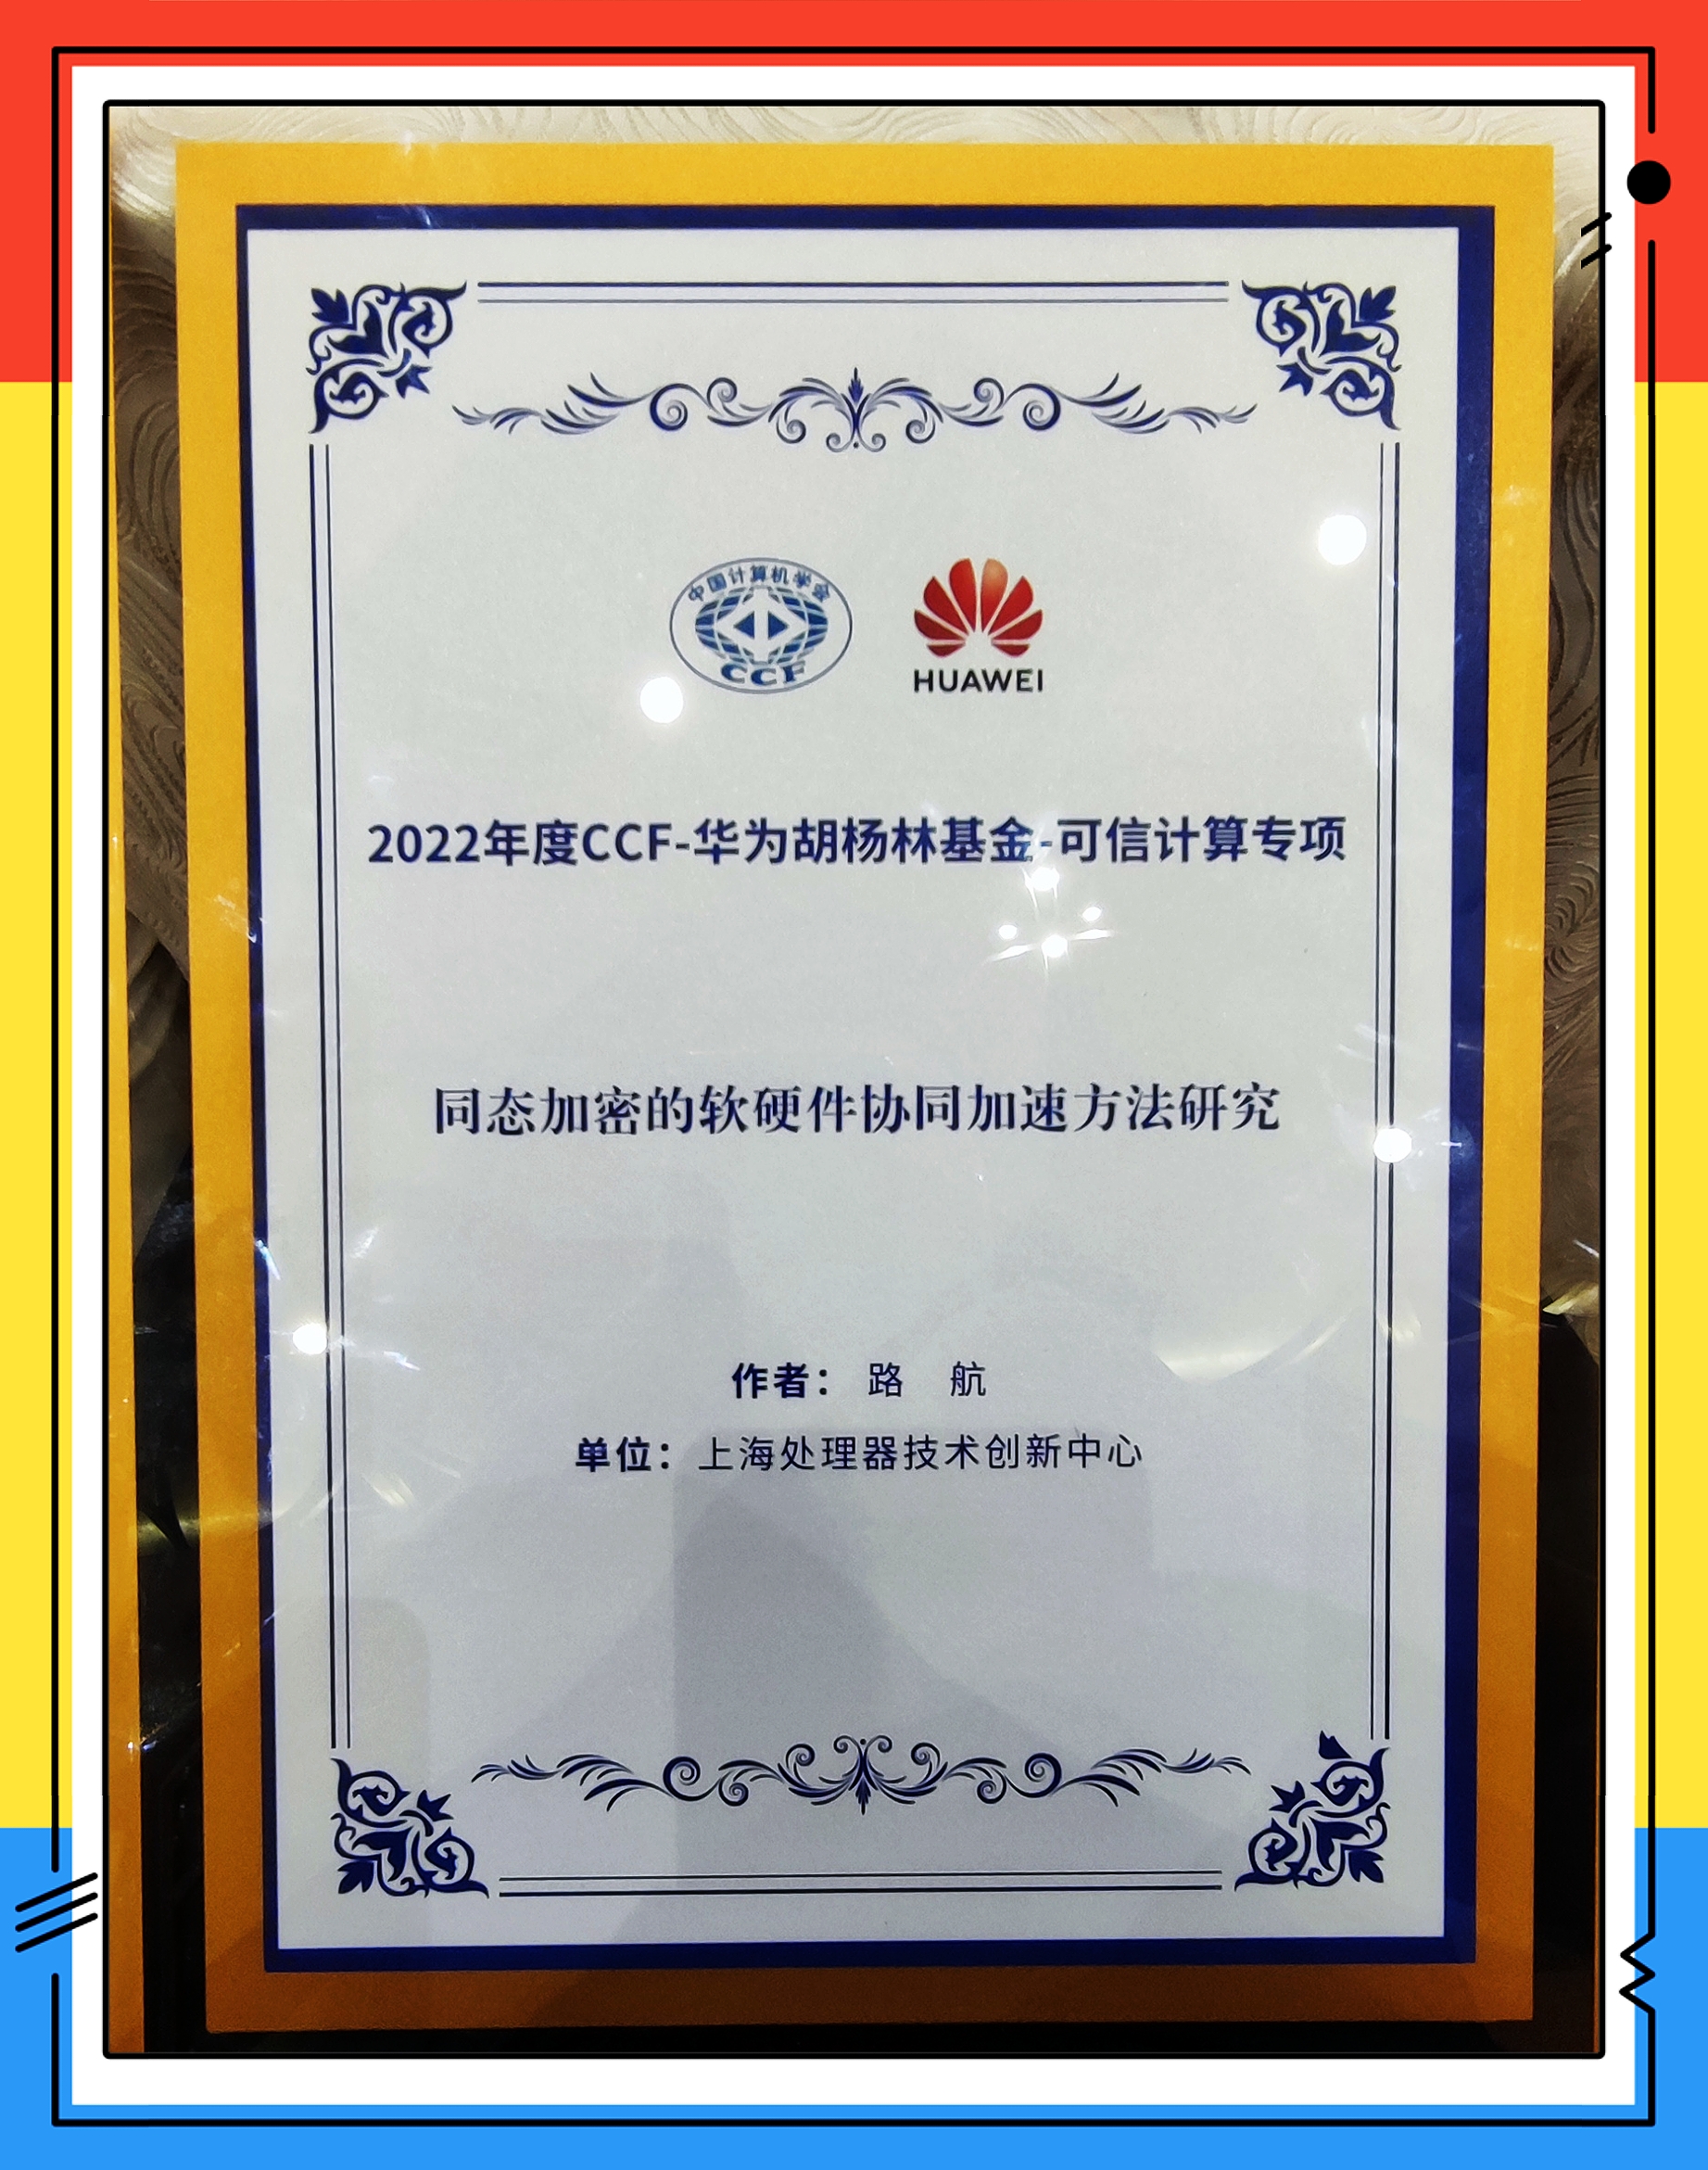 中国计算机学会
CCF
HUAWEI
2022年度CCF-华为胡杨林基金-可信计算专项
同态加密的软硬件协同加速方法研究
作者：路 航
单位：上海处理器技术创新中心